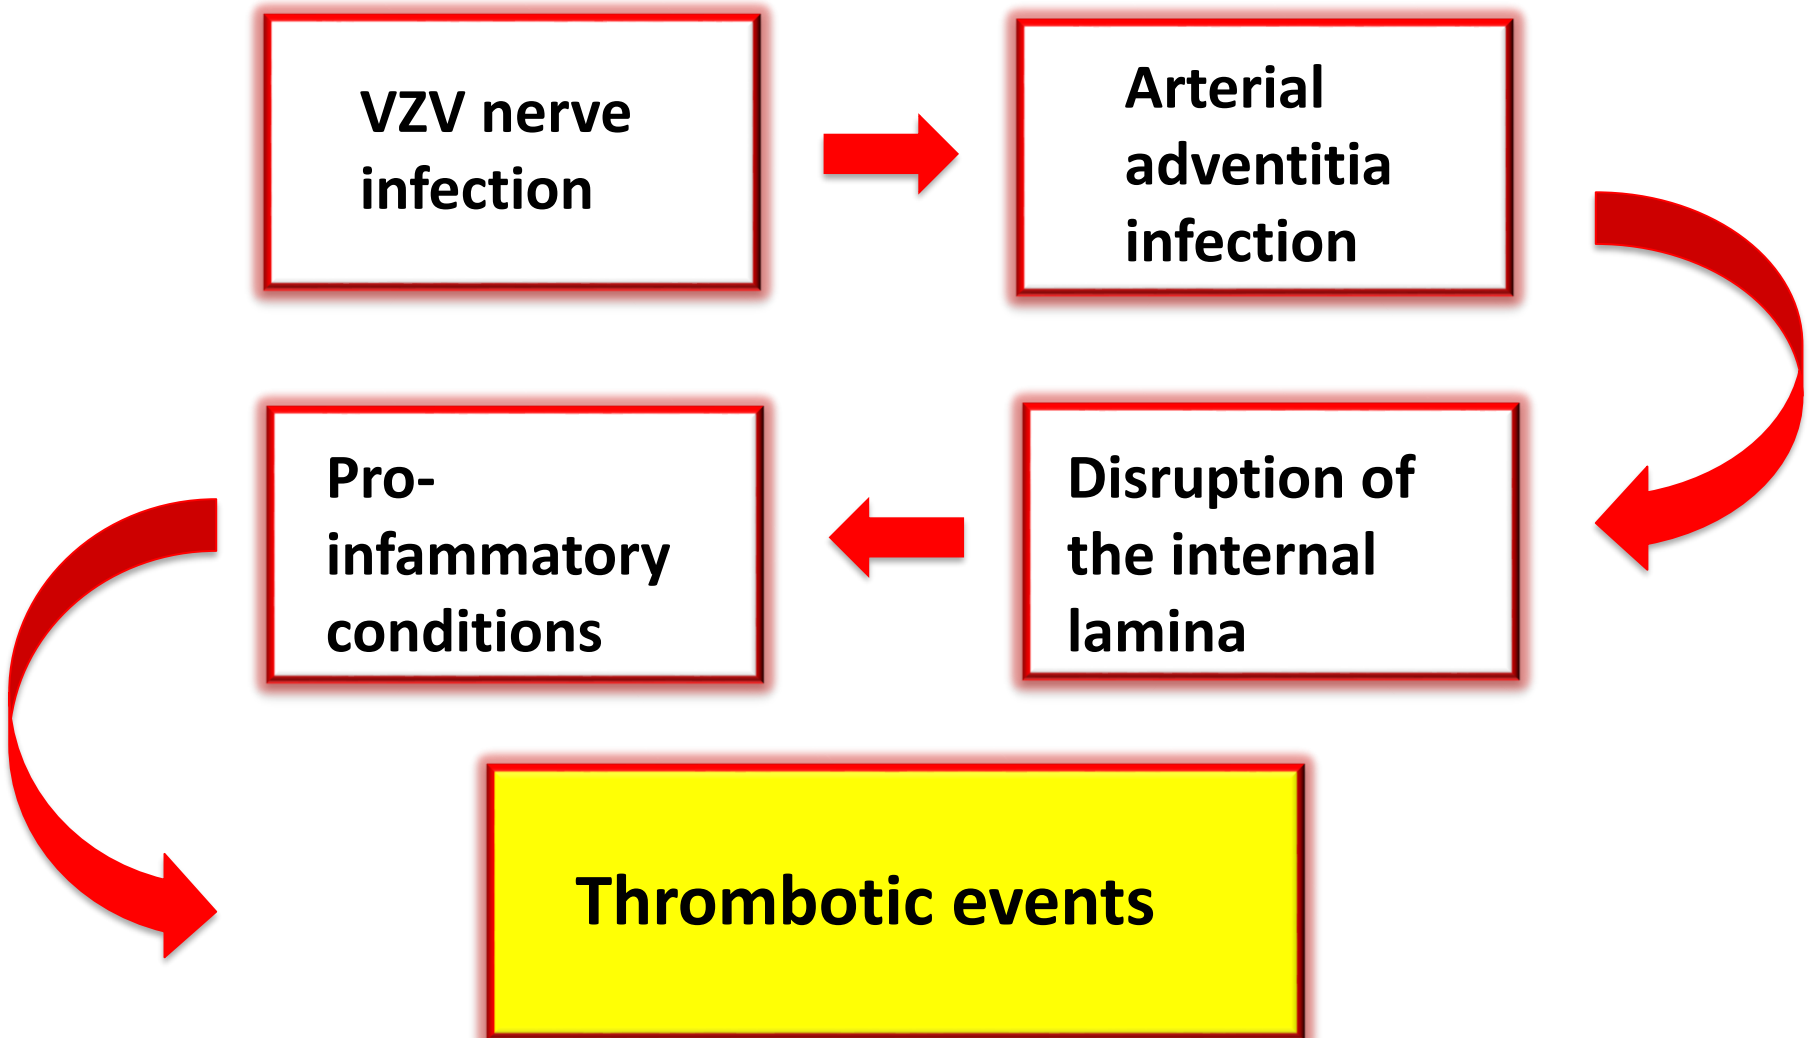 VZV nerve
infection
Arterial
adventitia
infection
Disruption of
the internal
lamina
Pro-
infammatory
conditions
Thrombotic events